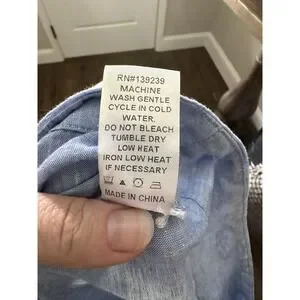 RN#139239
MACHINE
WASH GENTLE
CYCLE IN COLD
WATER.
DO NOT BLEACH
TUMBLE DRY
LOW HEAT
IRON LOW HEAT
IF NECESSARY
MADE IN CHINA